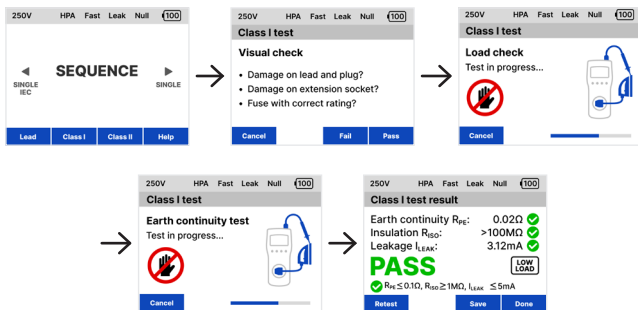 250V HPA Fast Leak Null 100
SEQUENCE
SINGLE IEC
SINGLE
Lead Class I Class II Help
250V HPA Fast Leak Null 100
Class I test
Visual check
• Damage on lead and plug?
• Damage on extension socket?
• Fuse with correct rating?
Cancel Fail Pass
250V HPA Fast Leak Null 100
Class I test
Load check
Test in progress...
Cancel
250V HPA Fast Leak Null 100
Class I test
Earth continuity test
Test in progress...
Cancel
250V HPA Fast Leak Null 100
Class I test result
Earth continuity RPE: 0.02Ω
Insulation RISO: >100MΩ
Leakage ILEAK: 3.12mA
PASS LOW LOAD
RPE≤0.1Ω, RISO≥1MΩ, ILEAK ≤5mA
Retest Save Done